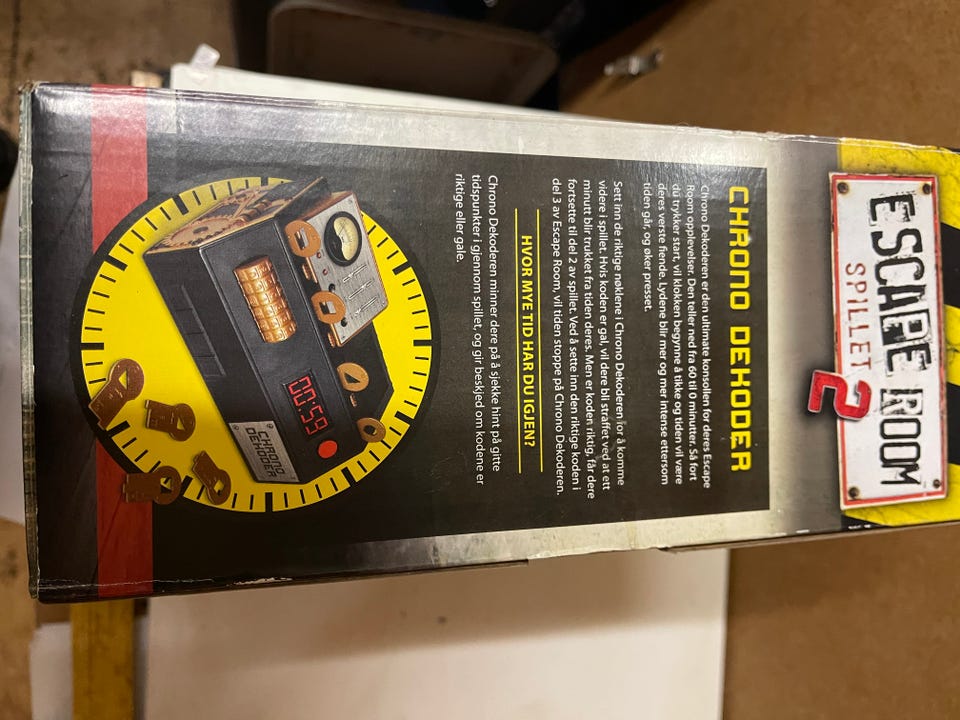 ESCAPE ROOM
SPILLET
2
CHRONO DEKODER
Chrono Dekoderen er den ultimate konsollen for deres Escape
Room opplevelser. Den teller ned fra 60 til 0 minutter. Så fort
du trykker start, vil klokken begynne å tikke og tiden vil være
deres verste fiende. Lydene blir mer og mer intense ettersom
tiden går, og øker presset.
Sett inn de riktige nøklene i Chrono Dekoderen for å komme
videre i spillet. Hvis koden er gal, vil dere bli straffet ved at ett
minutt blir trukket fra tiden deres. Men er koden riktig, får dere
fortsette til del 2 av spillet. Ved å sette inn den riktige koden i
del 3 av Escape Room, vil tiden stoppe på Chrono Dekoderen.
HVOR MYE TID HAR DU IGJEN?
Chrono Dekoderen minner dere på å sjekke hint på gitte
tidspunkter i gjennom spillet, og gir beskjed om kodene er
riktige eller gale.
00:59
CHRONO
DEKODER